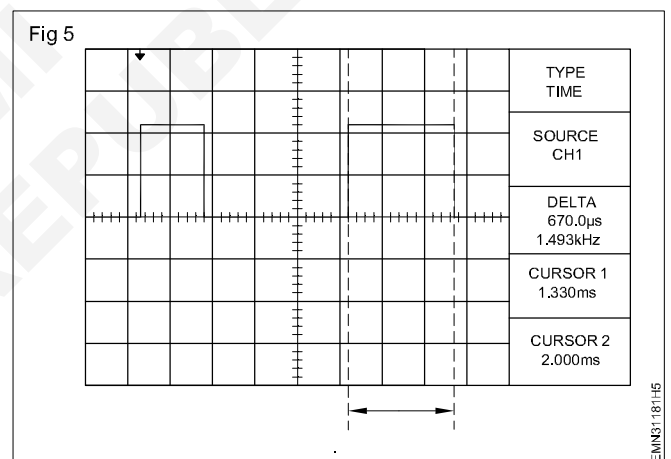 Fig 5
TYPE
TIME
SOURCE
CH1
DELTA
670.0µs
1.493kHz
CURSOR 1
1.330ms
CURSOR 2
2.000ms
EMN31181H5